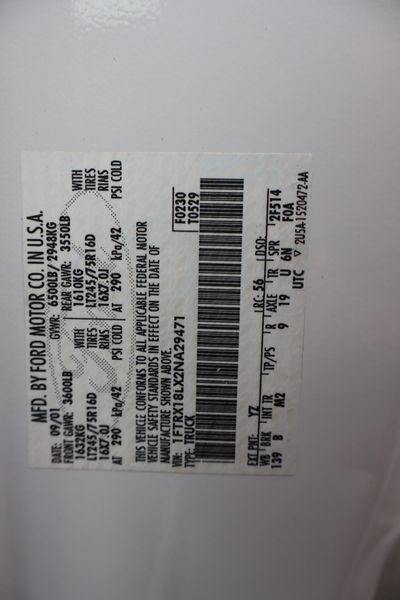 MFD. BY FORD MOTOR CO. IN U.S.A.
DATE: 09/01 GVWR: 6500LB/ 2948KG
FRONT GAWR: 3600LB REAR GAWR: 3550LB
1632KG WITH 1610KG WITH
LT245/75R16D TIRES LT245/75R16D TIRES
16X7.0J RIMS 16X7.0J RIMS
AT 290 kPa/42 PSI COLD AT 290 kPa/42 PSI COLD
THIS VEHICLE CONFORMS TO ALL APPLICABLE FEDERAL MOTOR
VEHICLE SAFETY STANDARDS IN EFFECT ON THE DATE OF
MANUFACTURE SHOWN ABOVE.
VIN: 1FTRX18LX2NA29471 F0230
TYPE: TRUCK T0529
EXT PNT: YZ RC: 56 DSO:
WB BRK INT TR TP/PS R AXLE TR SPR 2F514
139 B M2 9 19 U 6N F0A
UTC ▽ 2U5A-1520472-AA